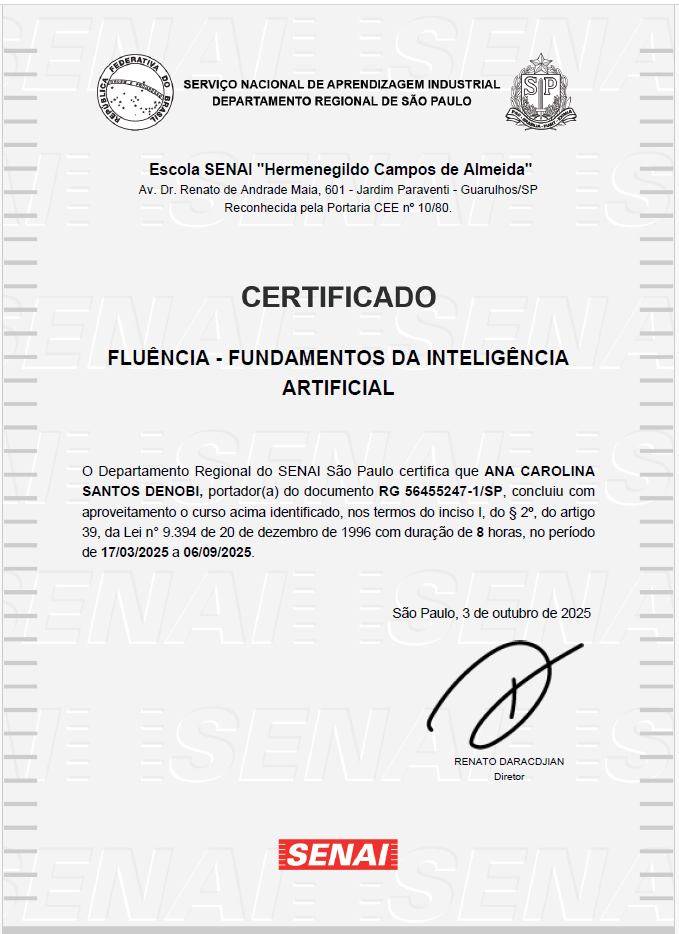 REPÚBLICA FEDERATIVA DO BRASIL
SERVIÇO NACIONAL DE APRENDIZAGEM INDUSTRIAL
DEPARTAMENTO REGIONAL DE SÃO PAULO
SP
Escola SENAI "Hermenegildo Campos de Almeida"
Av. Dr. Renato de Andrade Maia, 601 - Jardim Paraventi - Guarulhos/SP
Reconhecida pela Portaria CEE nº 10/80.
CERTIFICADO
FLUÊNCIA - FUNDAMENTOS DA INTELIGÊNCIA
ARTIFICIAL
O Departamento Regional do SENAI São Paulo certifica que ANA CAROLINA
SANTOS DENOBI, portador(a) do documento RG 56455247-1/SP, concluiu com
aproveitamento o curso acima identificado, nos termos do inciso I, do § 2º, do artigo
39, da Lei n° 9.394 de 20 de dezembro de 1996 com duração de 8 horas, no período
de 17/03/2025 a 06/09/2025.
São Paulo, 3 de outubro de 2025
RENATO DARACDJIAN
Diretor
SENAI